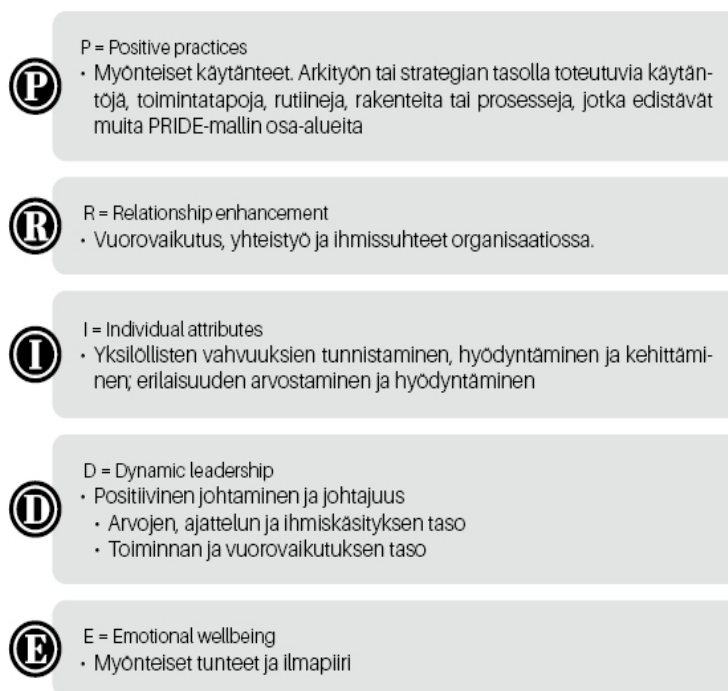 P
P = Positive practices
• Myönteiset käytänteet. Arkityön tai strategian tasolla toteutuvia käytän-
töjä, toimintatapoja, rutiineja, rakenteita tai prosesseja, jotka edistävät
muita PRIDE-mallin osa-alueita
R
R = Relationship enhancement
• Vuorovaikutus, yhteistyö ja ihmissuhteet organisaatiossa.
I
I = Individual attributes
• Yksilöllisten vahvuuksien tunnistaminen, hyödyntäminen ja kehittämi-
nen; erilaisuuden arvostaminen ja hyödyntäminen
D
D = Dynamic leadership
• Positiivinen johtaminen ja johtajuus
• Arvojen, ajattelun ja ihmiskäsityksen taso
• Toiminnan ja vuorovaikutuksen taso
E
E = Emotional wellbeing
• Myönteiset tunteet ja ilmapiiri